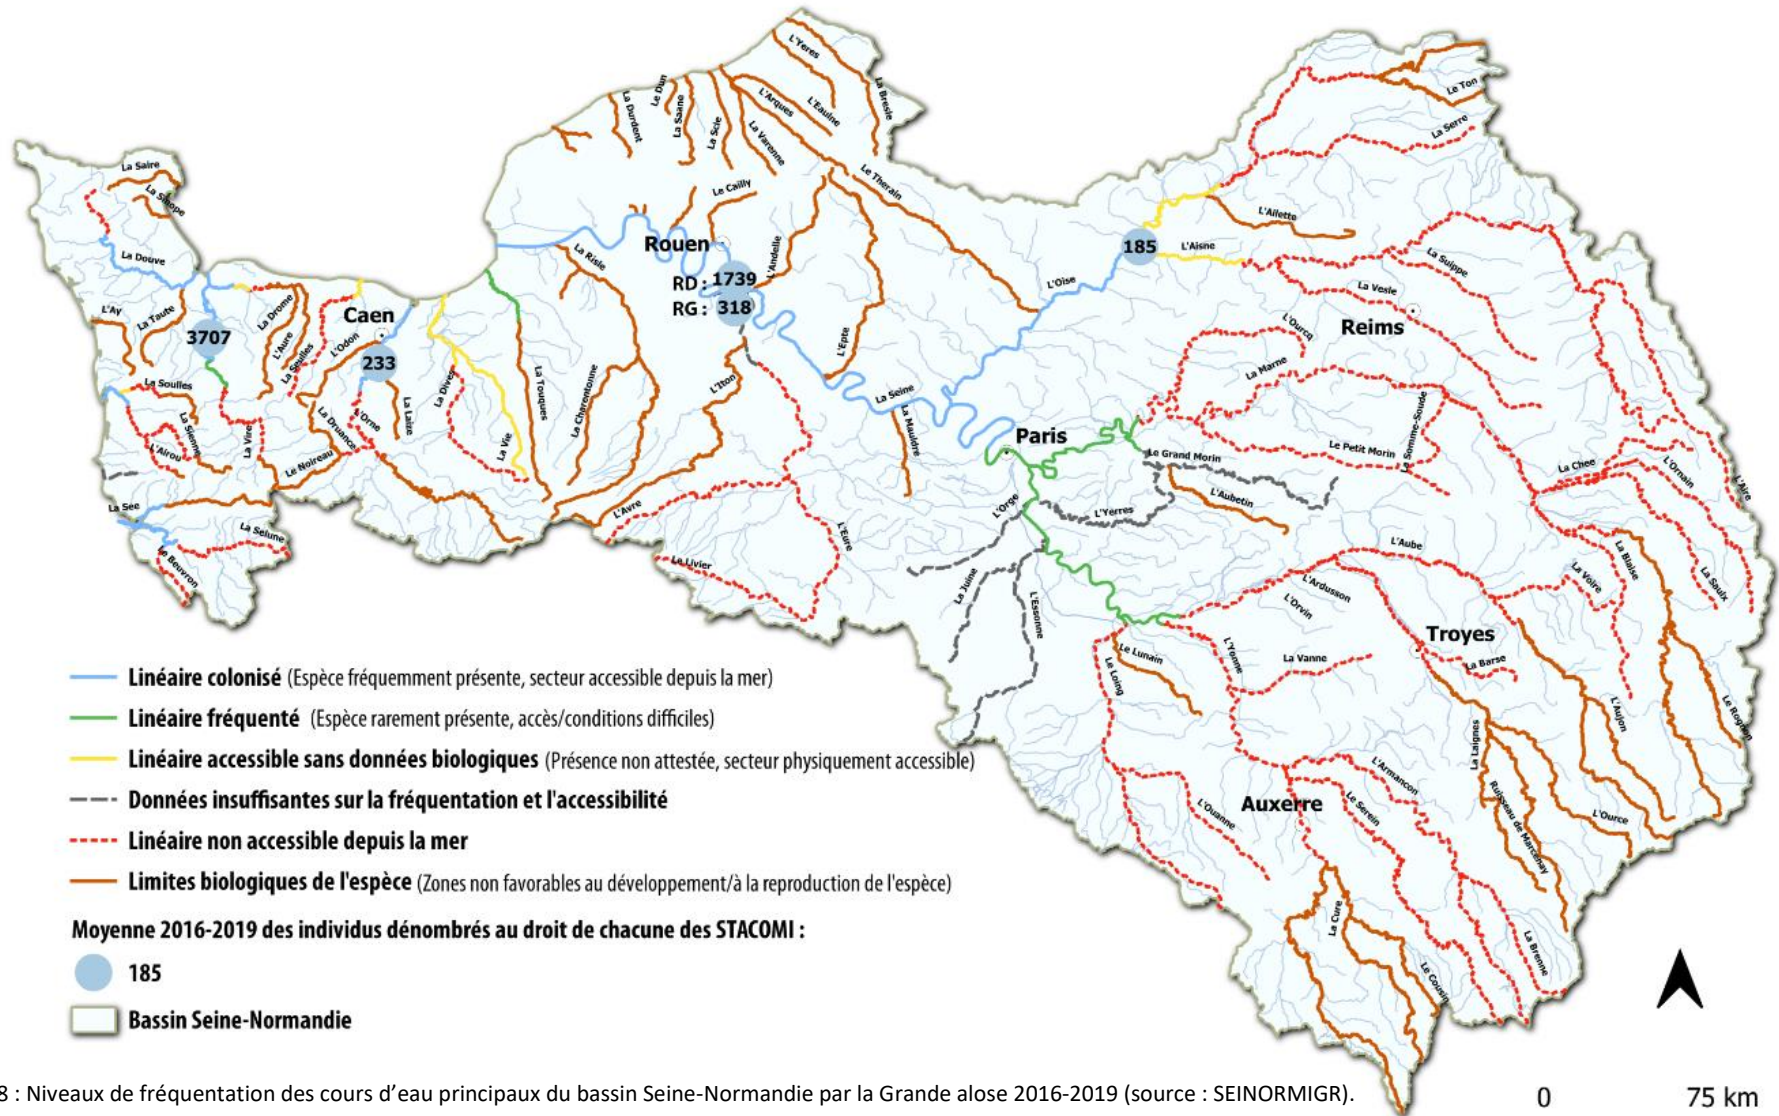 L'Yeres
L'Eaulne
La Bresle
L'Arques
Le Dun
La Durdent
La Saane
La Scie
La Varenne
Le Ton
La Serre
La Saire
La Sinope
Le Cailly
Le Therain
L'Ailette
Rouen
L'Andelle
La Risle
185
L'Aisne
La Douve
RD : 1739
RG : 318
L'Oise
La Suippe
La Vesle
Reims
L'Ay
La Taute
La Drome
L'Aure
La Seulles
Caen
3707
233
L'Odon
L'Epte
L'Ourcq
La Marne
La Soulles
La Sienne
L'Airou
La Vire
La Druance
L'Orne
La Laize
La Dives
La Vie
La Touques
La Charentonne
L'Iton
La Seine
La Mauldre
Paris
La Somme-Soude
Le Petit Morin
Le Grand Morin
La Chee
L'Ornain
L'Aire
Le Noireau
La See
La Selune
Le Beuvron
L'Avre
L'Eure
Le Livier
L'Orge
L'Yerres
L'Aubetin
La Juine
L'Essonne
L'Aube
L'Ardusson
L'Orvin
La Voire
La Blaise
La Saulx
Troyes
La Barse
Le Lunain
Le Loing
L'Yonne
La Vanne
La Laignes
L'Aujon
Le Rognon
L'Armancon
Le Serein
Auxerre
L'Ouanne
Ruisseau de Marcenay
L'Ource
La Cure
Le Cousin
La Brenne
Linéaire colonisé (Espèce fréquemment présente, secteur accessible depuis la mer)
Linéaire fréquenté (Espèce rarement présente, accès/conditions difficiles)
Linéaire accessible sans données biologiques (Présence non attestée, secteur physiquement accessible)
Données insuffisantes sur la fréquentation et l'accessibilité
Linéaire non accessible depuis la mer
Limites biologiques de l'espèce (Zones non favorables au développement/à la reproduction de l'espèce)
Moyenne 2016-2019 des individus dénombrés au droit de chacune des STACOMI :
185
Bassin Seine-Normandie
8 : Niveaux de fréquentation des cours d'eau principaux du bassin Seine-Normandie par la Grande alose 2016-2019 (source : SEINORMIGR).
0 75 km